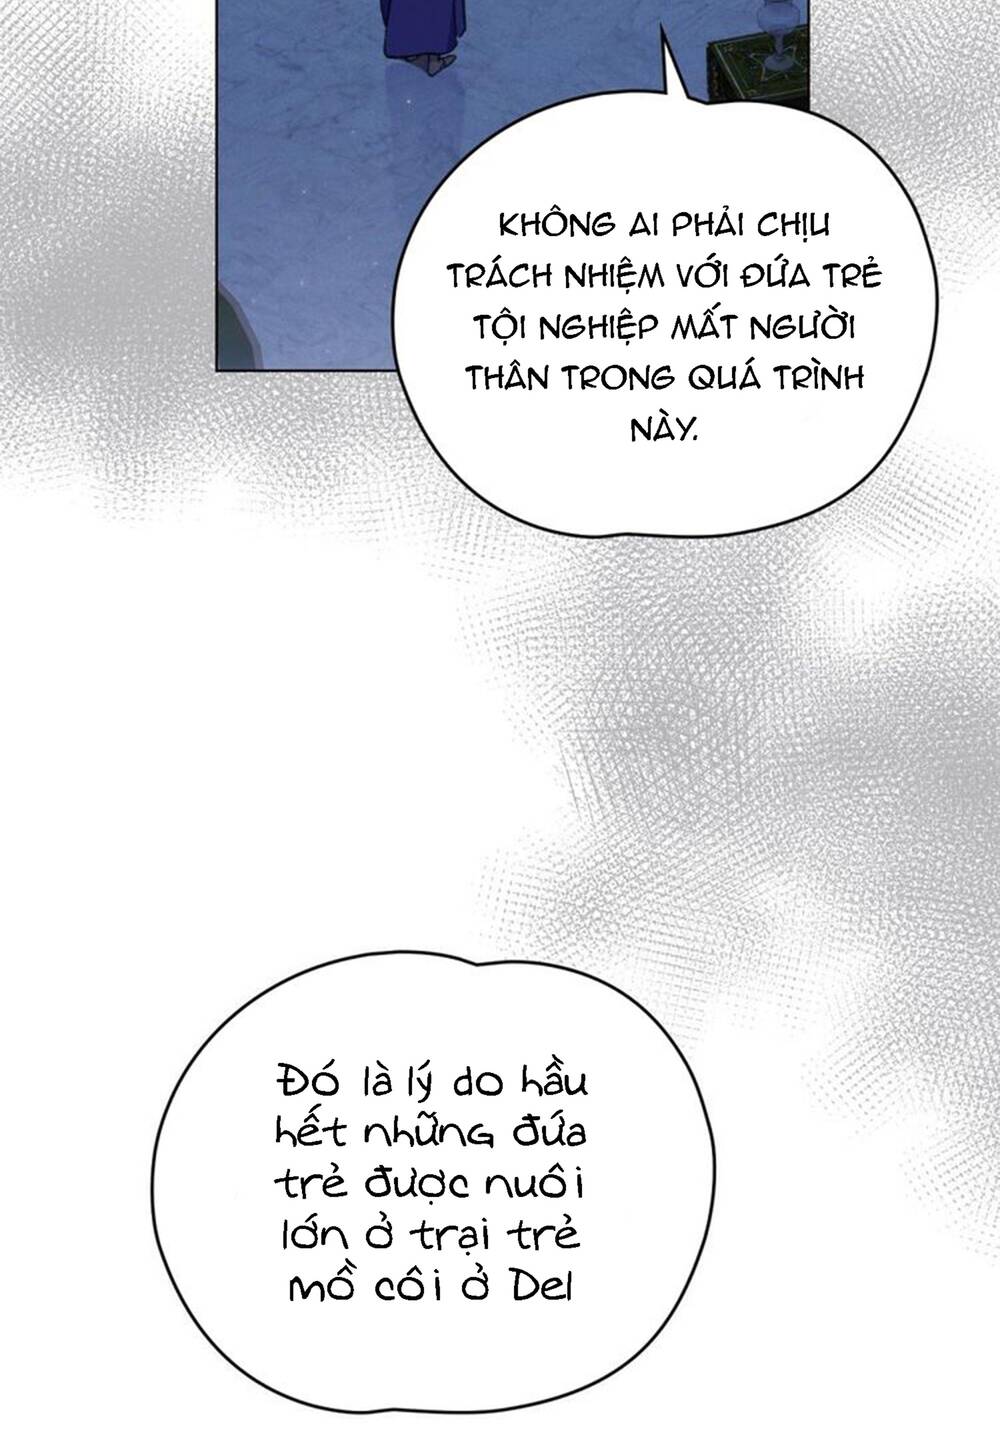 KHÔNG AI PHẢI CHỊU
TRÁCH NHIỆM VỚI ĐỨA TRẺ
TỘI NGHIỆP MẤT NGƯỜI
THÂN TRONG QUÁ TRÌNH
NÀY.
Đó là lý do hầu
hết những đứa
trẻ được nuôi
lớn ở trại trẻ
mồ côi ở Del